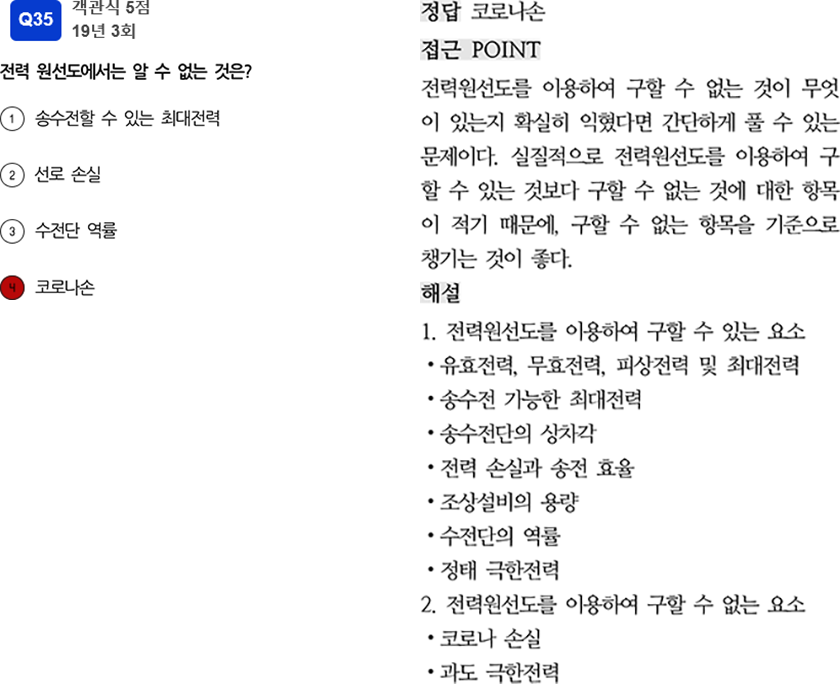 Q35
객관식 5점
19년 3회
전력 원선도에서는 알 수 없는 것은?
1 송수전할 수 있는 최대전력
2 선로 손실
3 수전단 역률
4 코로나손
정답 코로나손
접근 POINT
전력원선도를 이용하여 구할 수 없는 것이 무엇
이 있는지 확실히 익혔다면 간단하게 풀 수 있는
문제이다. 실질적으로 전력원선도를 이용하여 구
할 수 있는 것보다 구할 수 없는 것에 대한 항목
이 적기 때문에, 구할 수 없는 항목을 기준으로
챙기는 것이 좋다.
해설
1. 전력원선도를 이용하여 구할 수 있는 요소
• 유효전력, 무효전력, 피상전력 및 최대전력
• 송수전 가능한 최대전력
• 송수전단의 상차각
• 전력 손실과 송전 효율
• 조상설비의 용량
• 수전단의 역률
• 정태 극한전력
2. 전력원선도를 이용하여 구할 수 없는 요소
• 코로나 손실
• 과도 극한전력